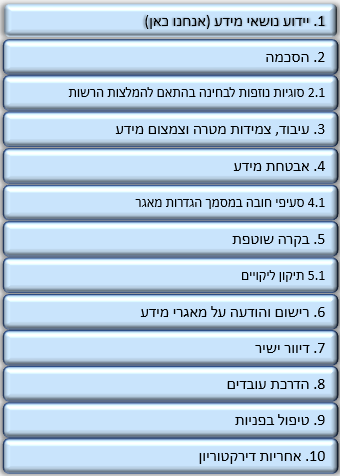 1. יידוע נושאי מידע (אנחנו כאן)
2. הסכמה
2.1 סוגיות נוספות לבחינה בהתאם להמלצות הרשות
3. עיבוד, צמידות מטרה וצמצום מידע
4. אבטחת מידע
4.1 סעיפי חובה במסמך הגדרות מאגר
5. בקרה שוטפת
5.1 תיקון ליקויים
6. רישום והודעה על מאגרי מידע
7. דיוור ישיר
8. הדרכת עובדים
9. טיפול בפניות
10. אחריות דירקטוריון